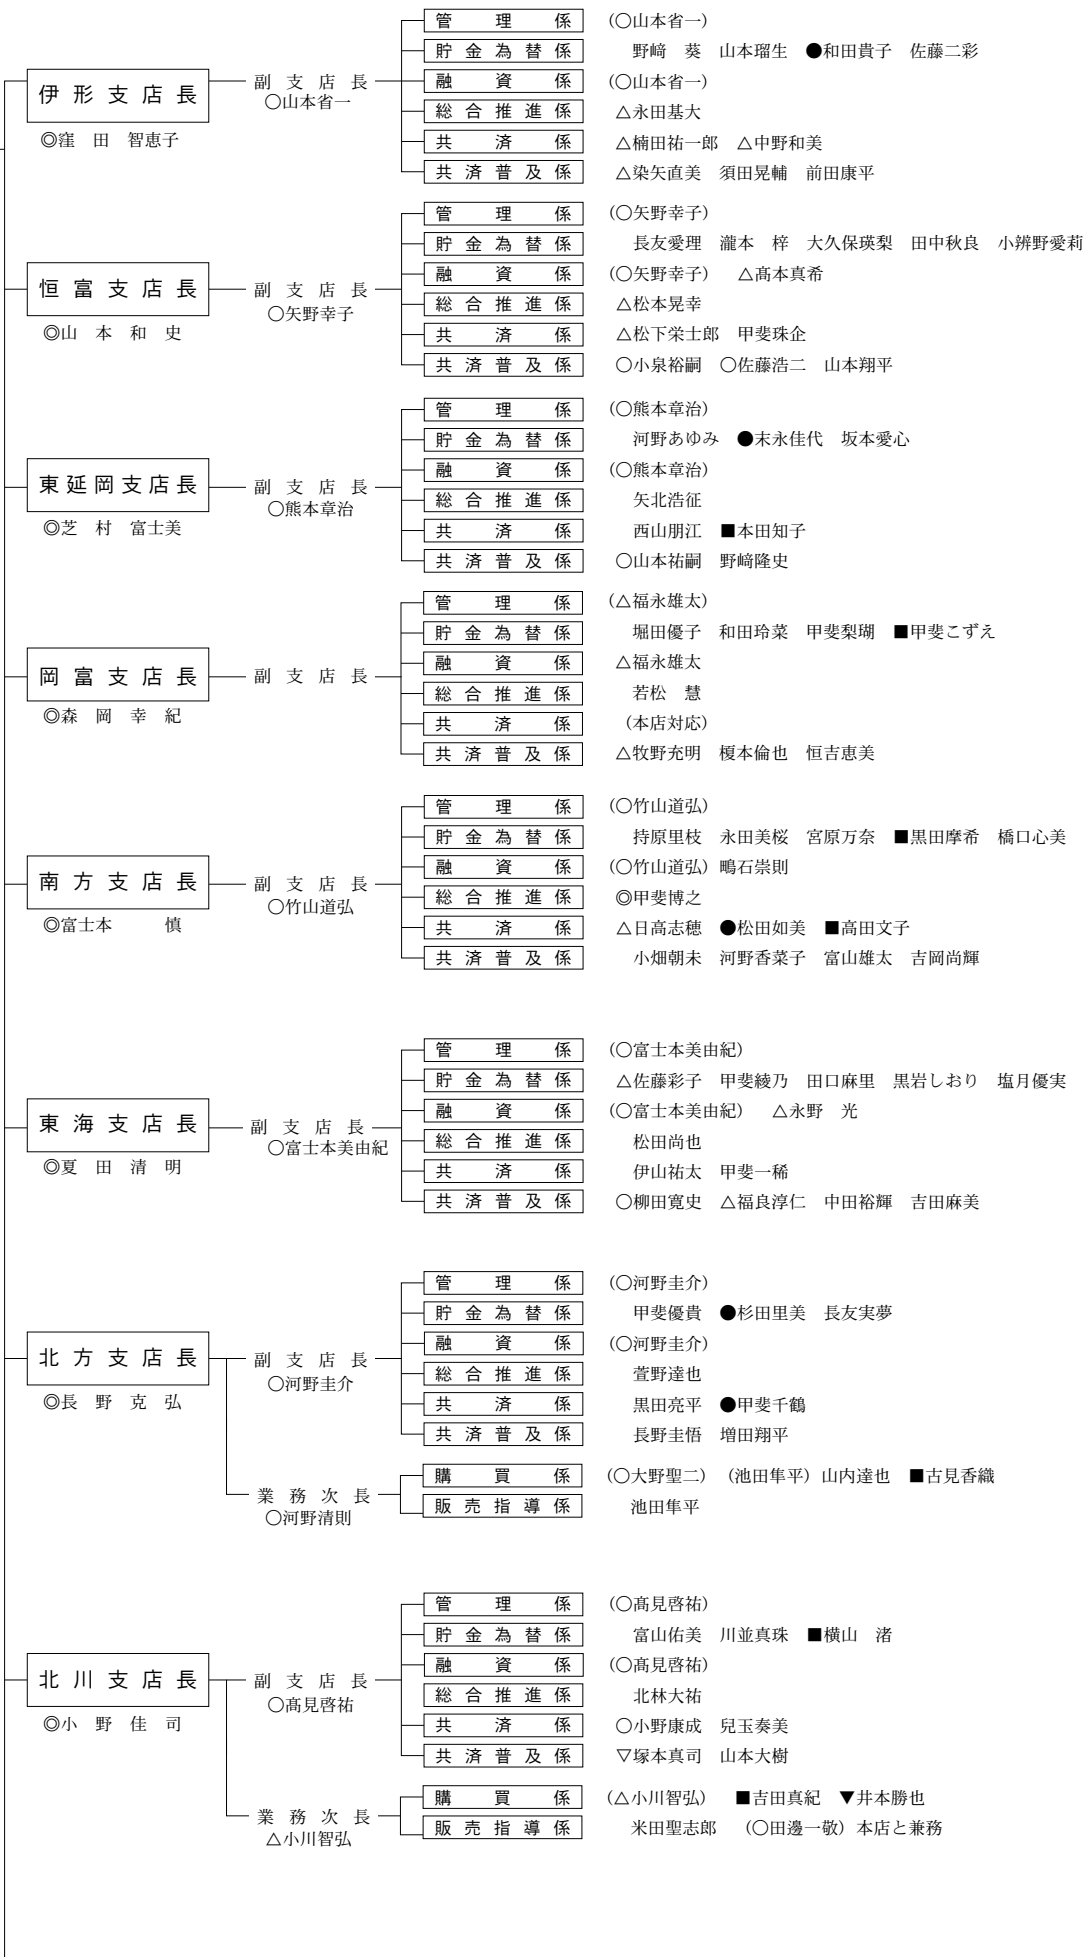 管理係 (○山本省一)
貯金為替係 野﨑　葵　山本瑠生　●和田貴子　佐藤二彩
伊形支店長 副支店長 融資係 (○山本省一)
◎窪　田　智恵子 ○山本省一 総合推進係 △永田基大
共済係 △楠田祐一郎　△中野和美
共済普及係 △染矢直美　須田晃輔　前田康平
管理係 (○矢野幸子)
貯金為替係 長友愛理　瀧本　梓　大久保瑛梨　田中秋良　小辨野愛莉
恒富支店長 副支店長 融資係 (○矢野幸子)　△髙本真希
◎山　本　和　史 ○矢野幸子 総合推進係 △松本晃幸
共済係 △松下栄士郎　甲斐珠企
共済普及係 ○小泉裕嗣　○佐藤浩二　山本翔平
管理係 (○熊本章治)
貯金為替係 河野あゆみ　●末永佳代　坂本愛心
東延岡支店長 副支店長 融資係 (○熊本章治)
◎芝　村　富士美 ○熊本章治 総合推進係 矢北浩征
共済係 西山朋江　■本田知子
共済普及係 ○山本祐嗣　野﨑隆史
管理係 (△福永雄太)
貯金為替係 堀田優子　和田玲菜　甲斐梨瑚　■甲斐こずえ
岡富支店長 副支店長 融資係 △福永雄太
◎森　岡　幸　紀 総合推進係 若松　慧
共済係 (本店対応)
共済普及係 △牧野充明　榎本倫也　恒吉恵美
管理係 (○竹山道弘)
貯金為替係 持原里枝　永田美桜　宮原万奈　■黒田摩希　橋口心美
南方支店長 副支店長 融資係 (○竹山道弘) 鴫石崇則
◎富士本　　　慎 ○竹山道弘 総合推進係 ◎甲斐博之
共済係 △日高志穂　●松田如美　■高田文子
共済普及係 小畑朝未　河野香菜子　富山雄太　吉岡尚輝
管理係 (○富士本美由紀)
貯金為替係 △佐藤彩子　甲斐綾乃　田口麻里　黒岩しおり　塩月優実
東海支店長 副支店長 融資係 (○富士本美由紀)　△永野　光
◎夏　田　清　明 ○富士本美由紀 総合推進係 松田尚也
共済係 伊山祐太　甲斐一稀
共済普及係 ○柳田寛史　△福良淳仁　中田裕輝　吉田麻美
管理係 (○河野圭介)
貯金為替係 甲斐優貴　●杉田里美　長友実夢
北方支店長 副支店長 融資係 (○河野圭介)
◎長　野　克　弘 ○河野圭介 総合推進係 萱野達也
共済係 黒田亮平　●甲斐千鶴
共済普及係 長野圭悟　増田翔平
業務次長 購買係 (○大野聖二)　(池田隼平) 山内達也　■古見香織
○河野清則 販売指導係 池田隼平
管理係 (○髙見啓祐)
貯金為替係 富山佑美　川並真珠　■横山　渚
北川支店長 副支店長 融資係 (○髙見啓祐)
◎小　野　佳　司 ○髙見啓祐 総合推進係 北林大祐
共済係 ○小野康成　兒玉奏美
共済普及係 ▽塚本真司　山本大樹
業務次長 購買係 (△小川智弘)　■吉田真紀　▼井本勝也
△小川智弘 販売指導係 米田聖志郎　(○田邊一敬) 本店と兼務